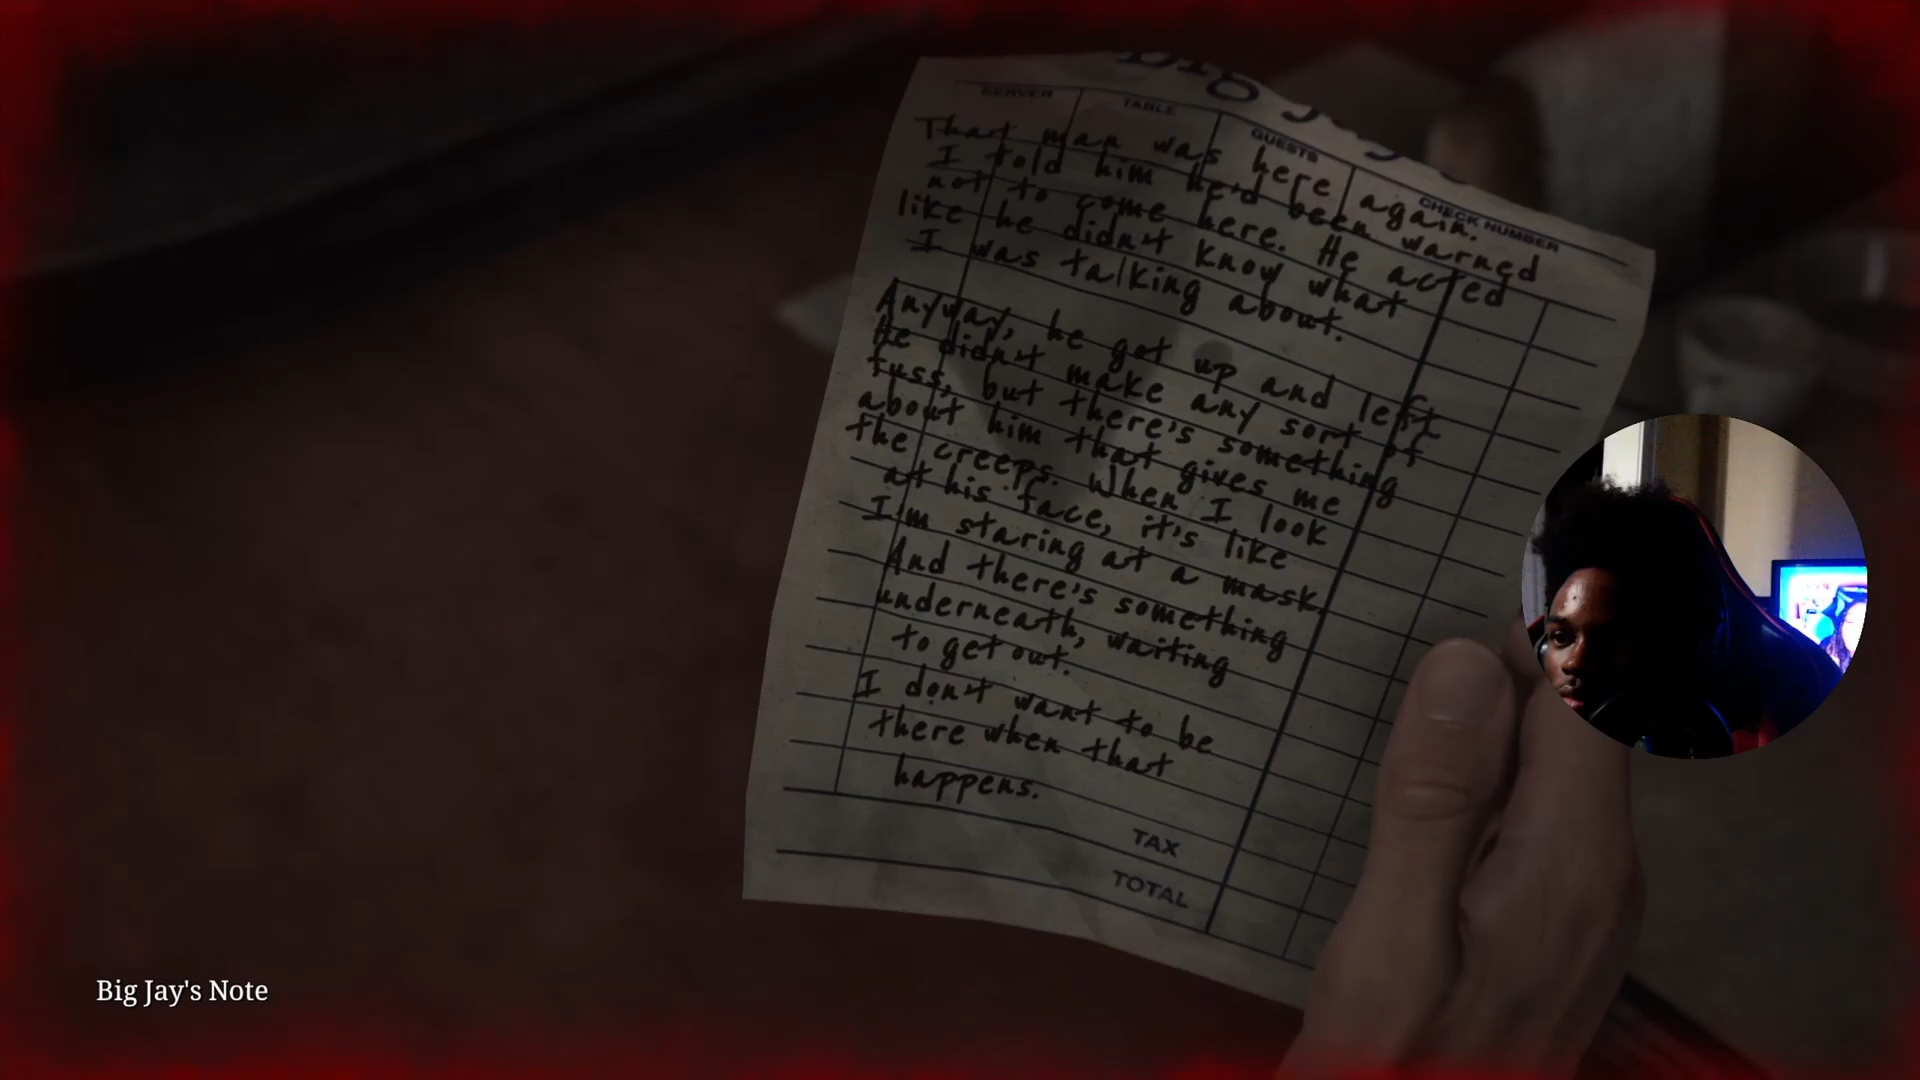 Big Jay
SERVER TABLE GUESTS CHECK NUMBER
That man was here again.
I told him he'd been warned
not to come here. He acted
like he didn't know what
I was talking about.
Anyway, he got up and left
He didn't make any sort of
fuss, but there's something
about him that gives me
the creeps. When I look
at his face, it's like
I'm staring at a mask,
And there's something
underneath, waiting
to get out.
I don't want to be
there when that
happens.
TAX
TOTAL
Big Jay's Note